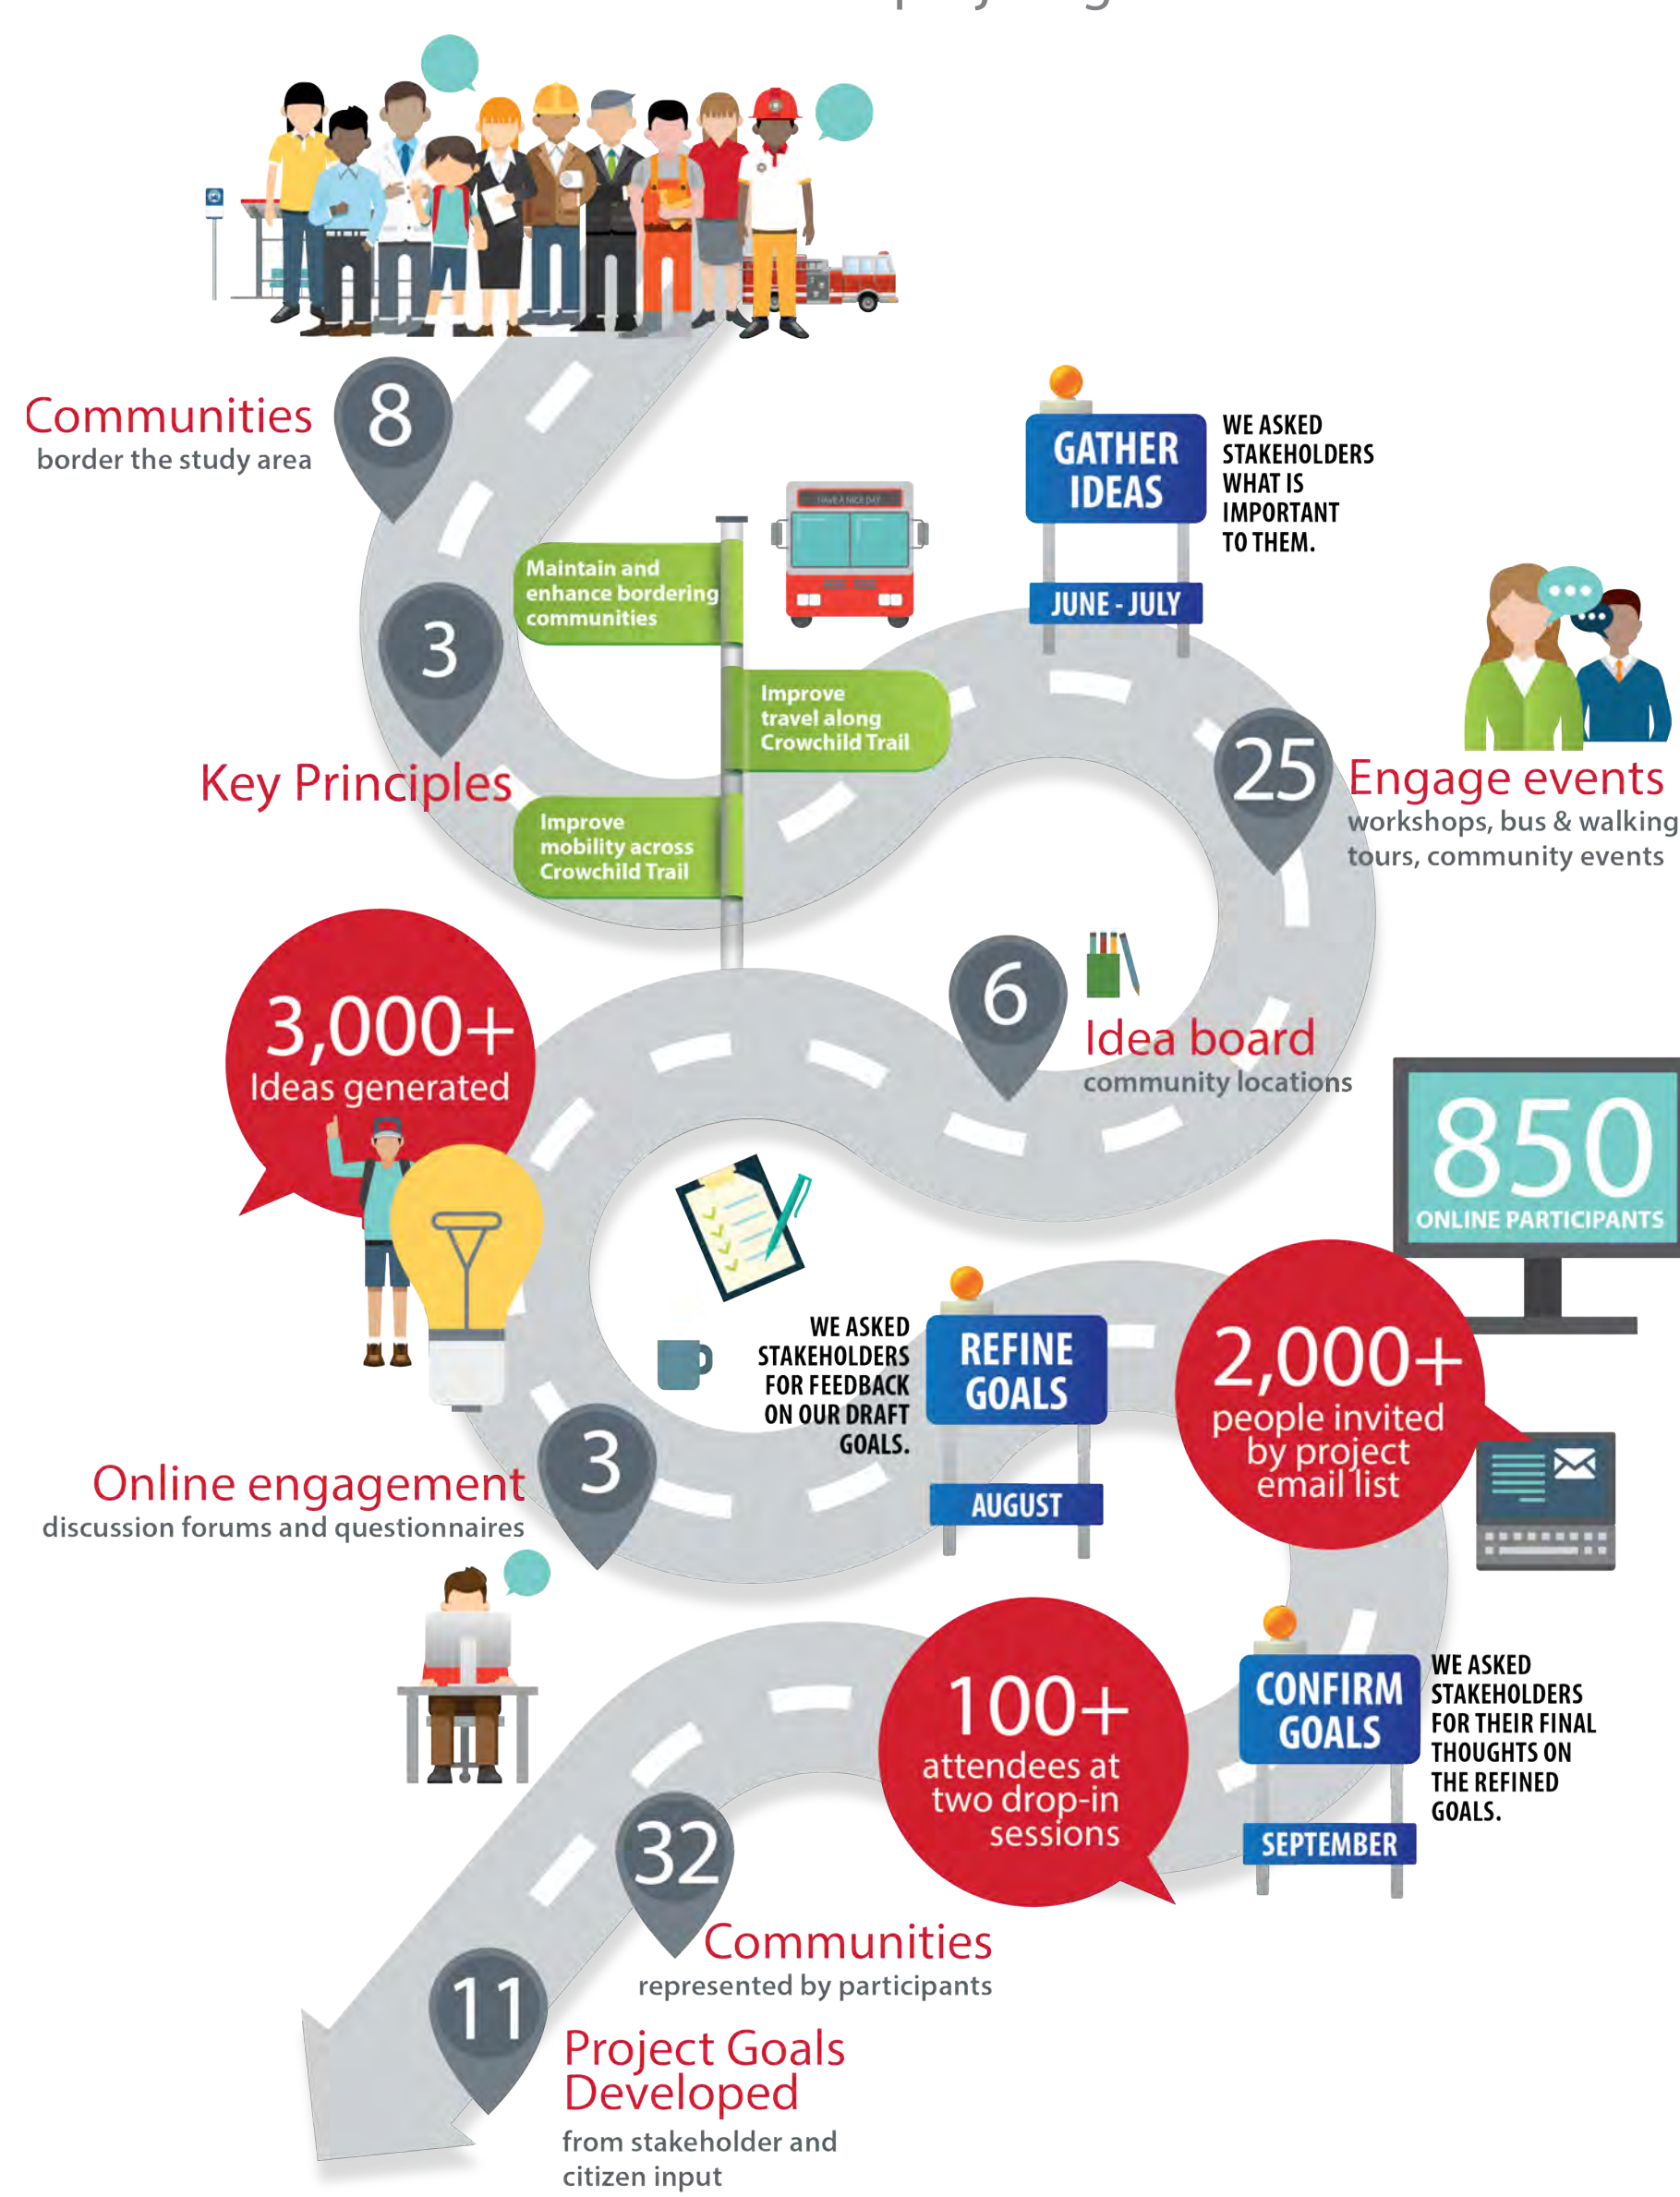 8
Communities
border the study area
GATHER
IDEAS
JUNE - JULY
WE ASKED
STAKEHOLDERS
WHAT IS
IMPORTANT
TO THEM.
HAVE A NICE DAY
Maintain and
enhance bordering
communities
3
Key Principles
Improve
travel along
Crowchild Trail
Improve
mobility across
Crowchild Trail
25
Engage events
workshops, bus & walking
tours, community events
6
Idea board
community locations
3,000+
Ideas generated
850
ONLINE PARTICIPANTS
WE ASKED
STAKEHOLDERS
FOR FEEDBACK
ON OUR DRAFT
GOALS.
REFINE
GOALS
AUGUST
2,000+
people invited
by project
email list
3
Online engagement
discussion forums and questionnaires
100+
attendees at
two drop-in
sessions
CONFIRM
GOALS
SEPTEMBER
WE ASKED
STAKEHOLDERS
FOR THEIR FINAL
THOUGHTS ON
THE REFINED
GOALS.
32
Communities
represented by participants
11
Project Goals
Developed
from stakeholder and
citizen input